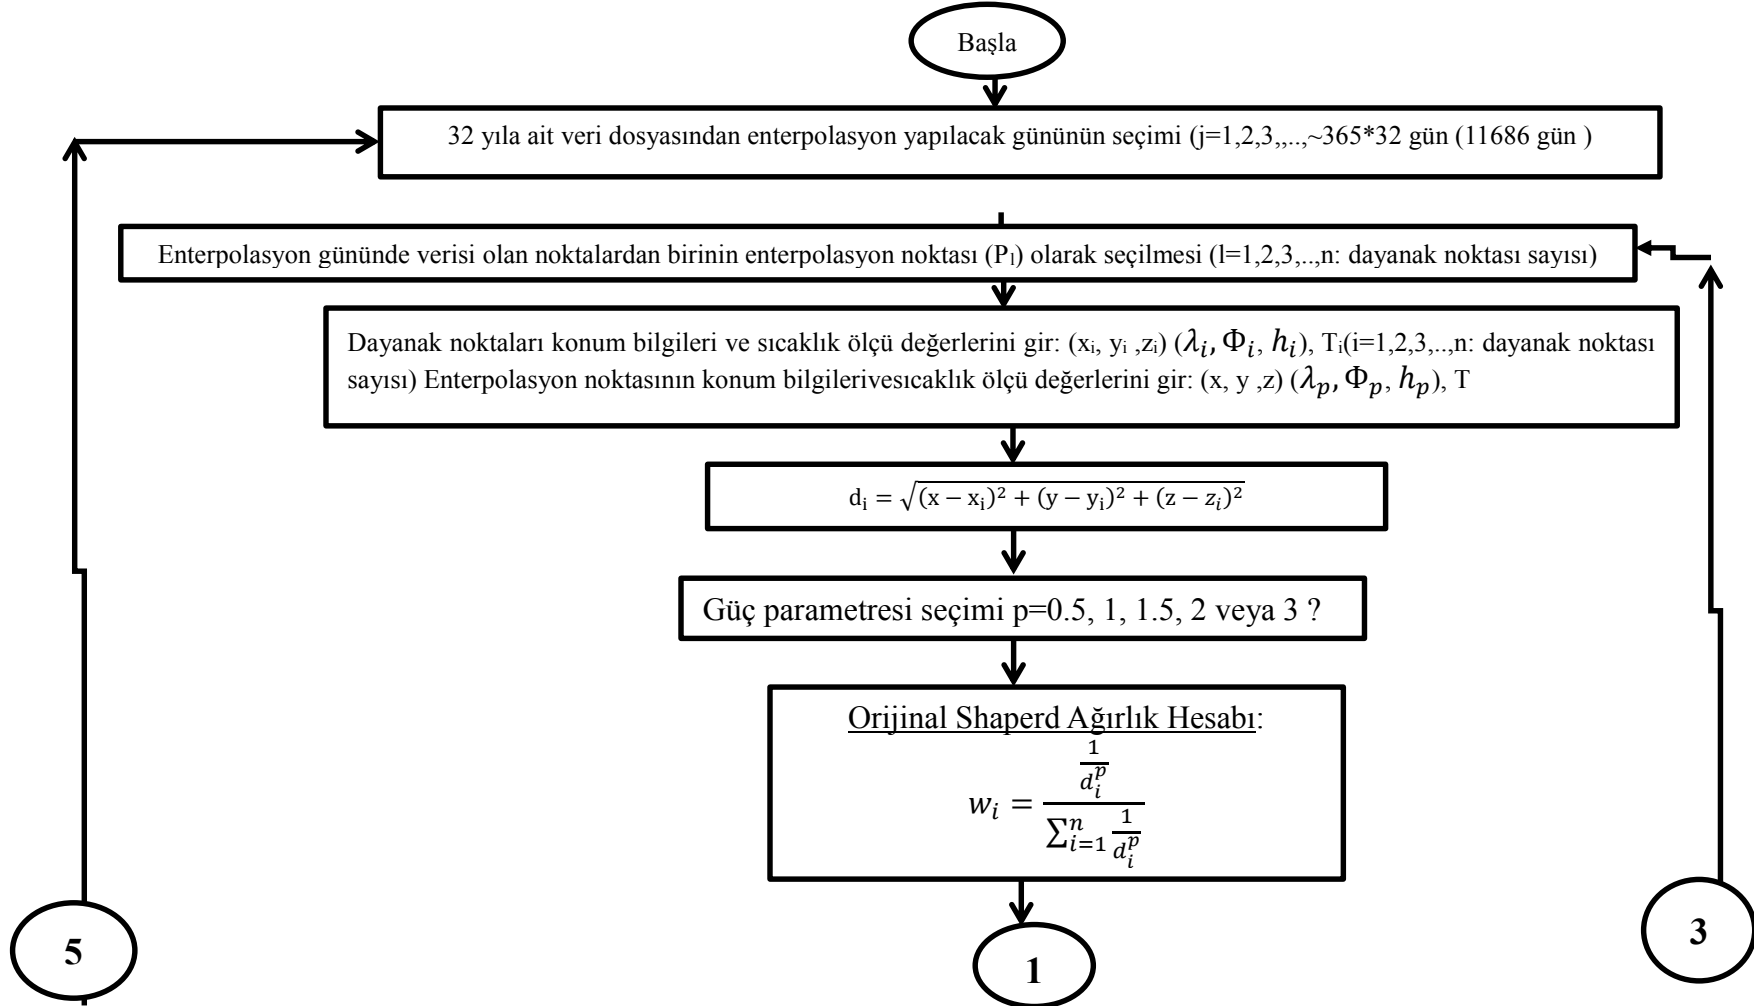 Başla
32 yıla ait veri dosyasından enterpolasyon yapılacak gününün seçimi (j=1,2,3,,..,~365*32 gün (11686 gün )
Enterpolasyon gününde verisi olan noktalardan birinin enterpolasyon noktası (Pl) olarak seçilmesi (l=1,2,3,..,n: dayanak noktası sayısı)
Dayanak noktaları konum bilgileri ve sıcaklık ölçü değerlerini gir: (xi, yi ,zi) (λi, Φi, hi), Ti(i=1,2,3,..,n: dayanak noktası
sayısı) Enterpolasyon noktasının konum bilgilerivesıcaklık ölçü değerlerini gir: (x, y ,z) (λp, Φp, hp), T
di = √(x − xi)² + (y − yi)² + (z − zi)²
Güç parametresi seçimi p=0.5, 1, 1.5, 2 veya 3 ?
Orijinal Shaperd Ağırlık Hesabı:
wi = (1/di^p) / (∑i=1^n 1/di^p)
5
1
3